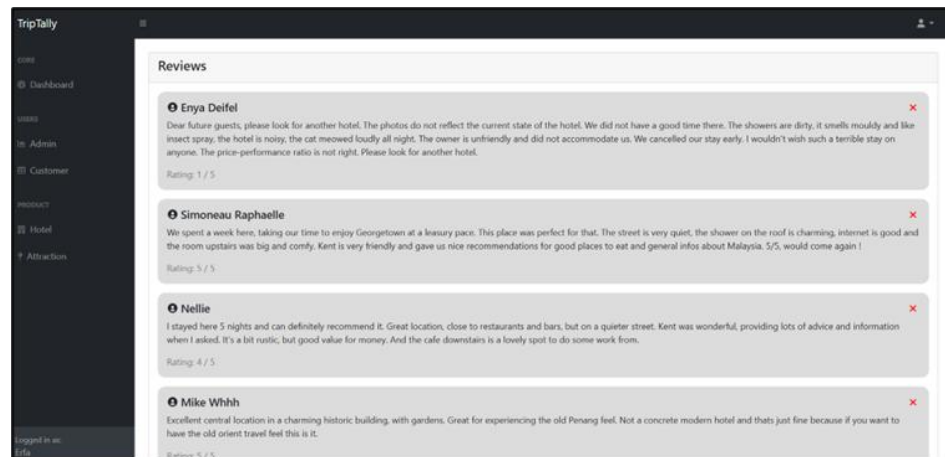 TripTally
CORE
Dashboard
USERS
Admin
Customer
PRODUCT
Hotel
Attraction
Logged in as:
Erfa
Reviews
Enya Deifel
Dear future guests, please look for another hotel. The photos do not reflect the current state of the hotel. We did not have a good time there. The showers are dirty, it smells mouldy and like
insect spray, the hotel is noisy, the cat meowed loudly all night. The owner is unfriendly and did not accommodate us. We cancelled our stay early. I wouldn't wish such a terrible stay on
anyone. The price-performance ratio is not right. Please look for another hotel.
Rating: 1 / 5
Simoneau Raphaelle
We spent a week here, taking our time to enjoy Georgetown at a leasury pace. This place was perfect for that. The street is very quiet, the shower on the roof is charming, internet is good and
the room upstairs was big and comfy. Kent is very friendly and gave us nice recommendations for good places to eat and general infos about Malaysia. 5/5, would come again !
Rating: 5 / 5
Nellie
I stayed here 5 nights and can definitely recommend it. Great location, close to restaurants and bars, but on a quieter street. Kent was wonderful, providing lots of advice and information
when I asked. It's a bit rustic, but good value for money. And the cafe downstairs is a lovely spot to do some work from.
Rating: 4 / 5
Mike Whhh
Excellent central location in a charming historic building, with gardens. Great for experiencing the old Penang feel. Not a concrete modern hotel and thats just fine because if you want to
have the old orient travel feel this is it.
Rating: 5 / 5